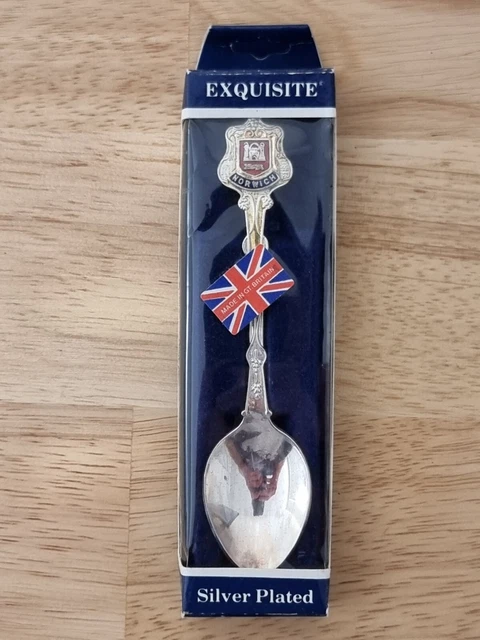 EXQUISITE
NORWICH
MADE IN GT. BRITAIN
Silver Plated